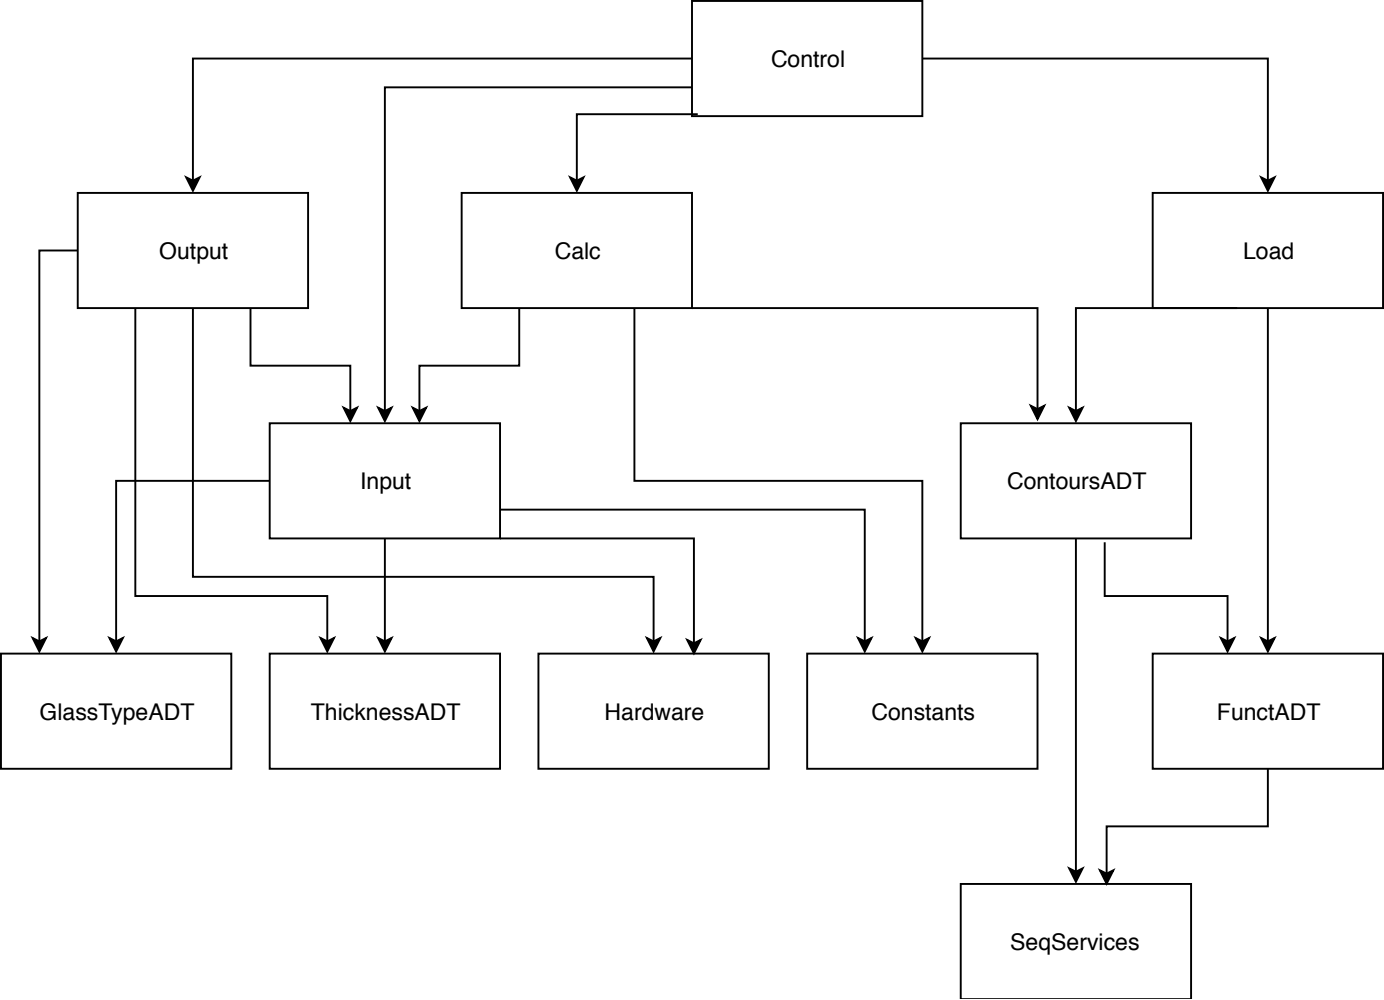 Control
Output
Calc
Load
Input
ContoursADT
GlassTypeADT
ThicknessADT
Hardware
Constants
FunctADT
SeqServices